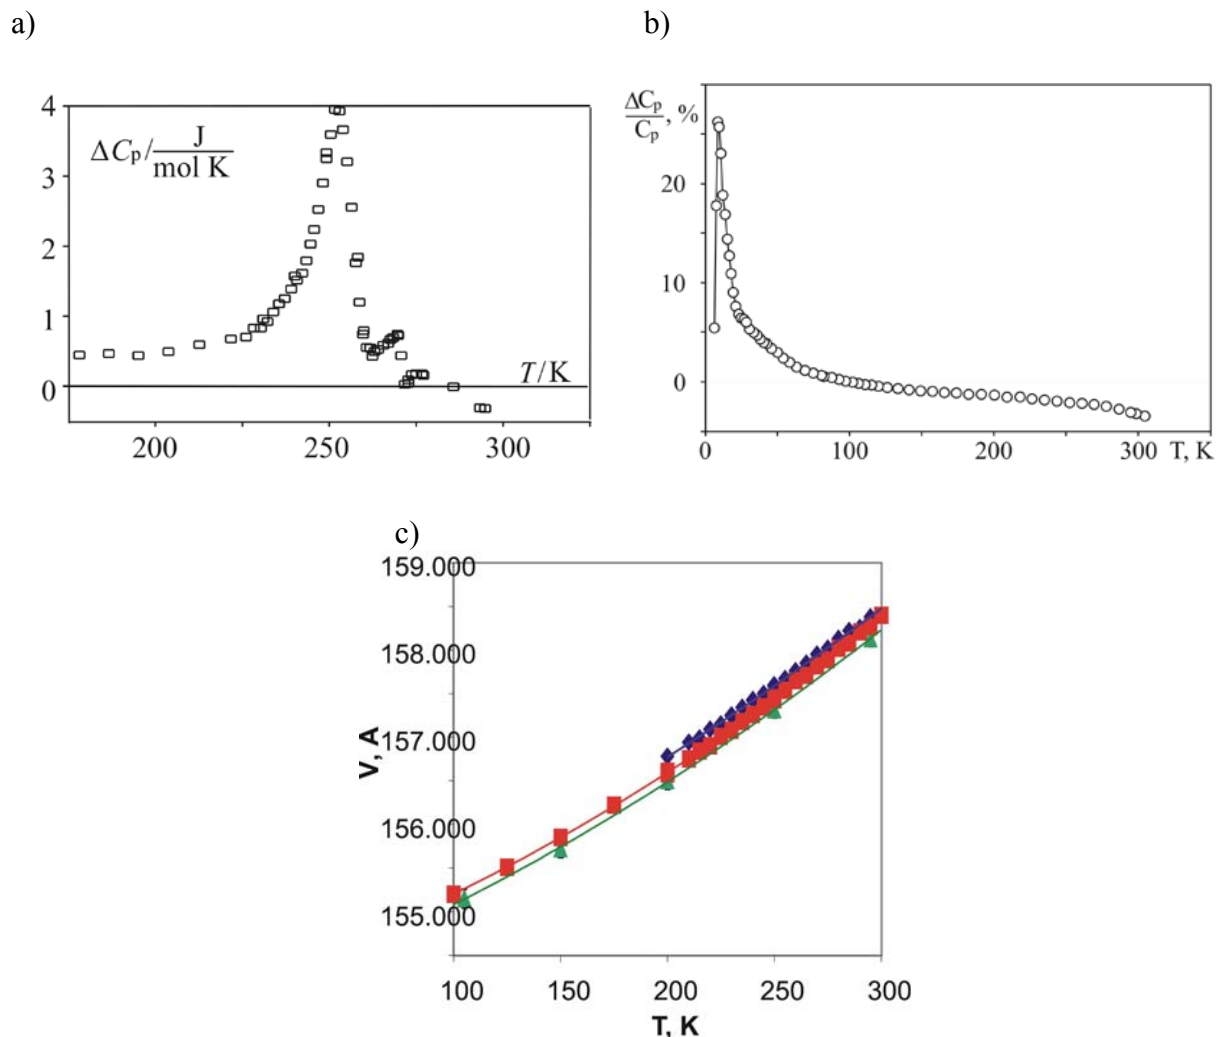 a)
4
3
2
1
0
ΔCp/ J
mol K
T/K
200 250 300
b)
ΔCp
Cp , %
20
10
0
0 100 200 300 T, K
c)
159.000
158.000
157.000
156.000
155.000
V, A
100 150 200 250 300
T, K